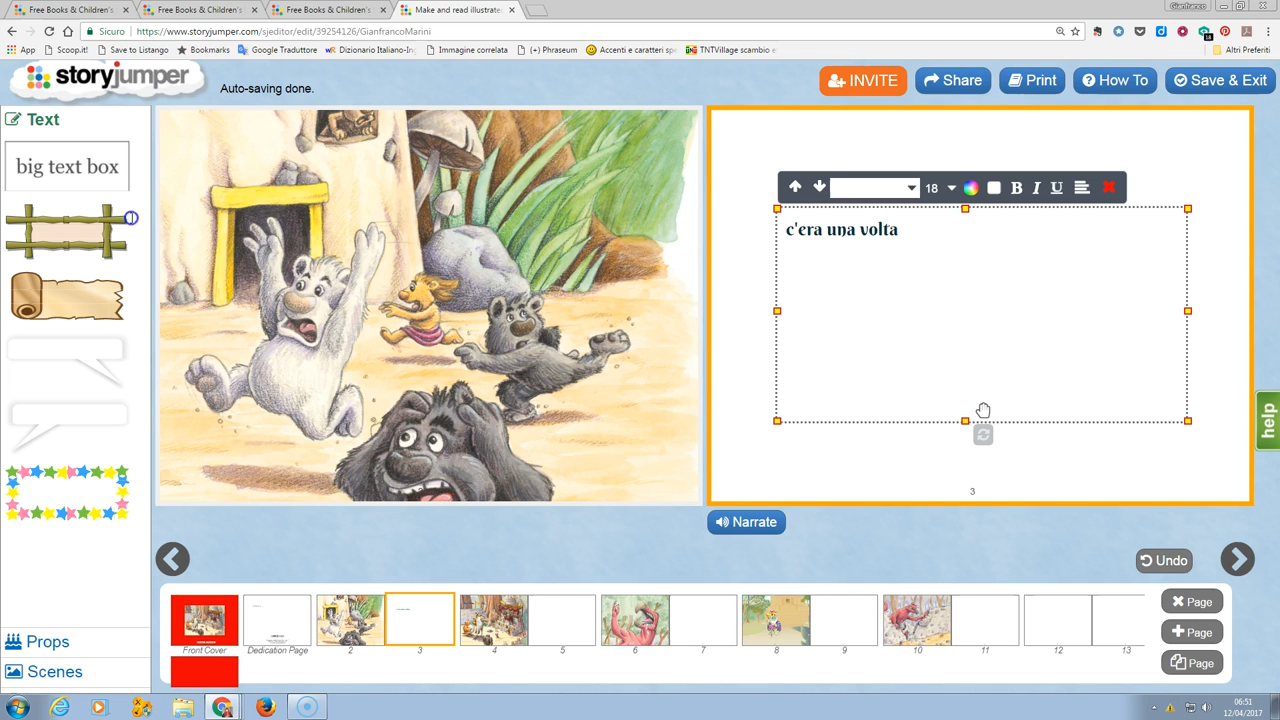 Free Books & Children's
Free Books & Children's
Free Books & Children's
Make and read illustrate
Gianfranco
Sicuro
https://www.storyjumper.com/sjeditor/edit/39254126/GianfrancoMarini
App
Scoop.it!
Save to Listango
Bookmarks
Google Traduttore
Dizionario Italiano-Ing
Immagine correlata
(+) Phraseum
Accenti e caratteri spe
TNTVillage scambio e
Altri Preferiti
storyjumper
Auto-saving done.
INVITE
Share
Print
How To
Save & Exit
Text
big text box
18
B I U
c'era una volta
help
3
Narrate
Undo
Front Cover
Dedication Page
2
3
4
5
6
7
8
9
10
11
12
13
Page
Page
Page
Props
Scenes
06:51
12/04/2017